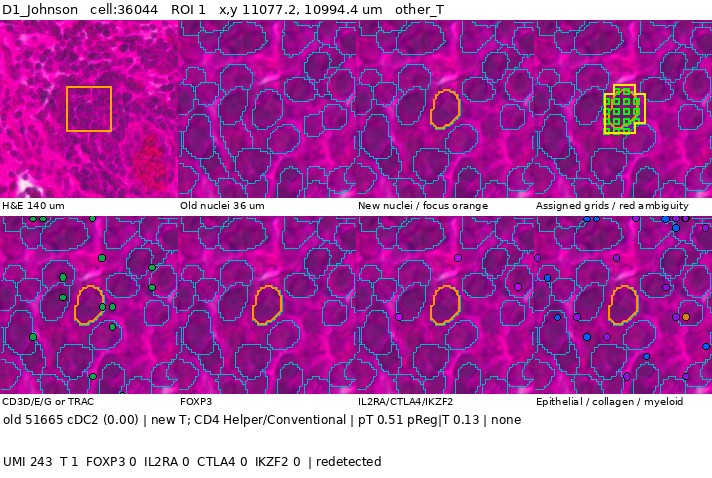 D1_Johnson   cell:36044   ROI 1   x,y 11077.2, 10994.4 um   other_T
H&E 140 um
Old nuclei 36 um
New nuclei / focus orange
Assigned grids / red ambiguity
CD3D/E/G or TRAC
FOXP3
IL2RA/CTLA4/IKZF2
Epithelial / collagen / myeloid
old 51665 cDC2 (0.00) | new T; CD4 Helper/Conventional | pT 0.51 pReg|T 0.13 | none
UMI 243  T 1  FOXP3 0  IL2RA 0  CTLA4 0  IKZF2 0  | redetected